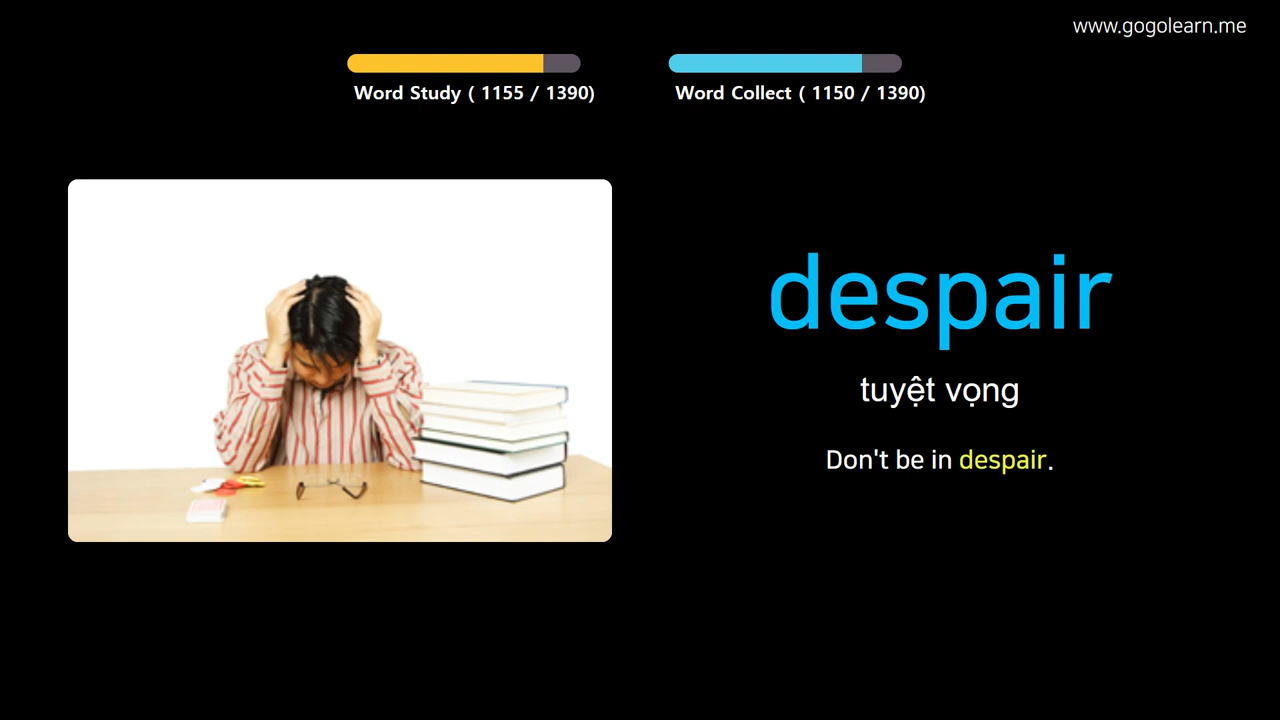 www.gogolearn.me
Word Study ( 1155 / 1390)
Word Collect ( 1150 / 1390)
despair
tuyệt vọng
Don't be in despair.